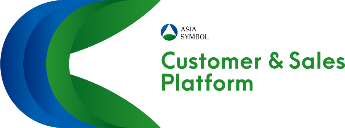 ASIA
SYMBOL
Customer & Sales
Platform